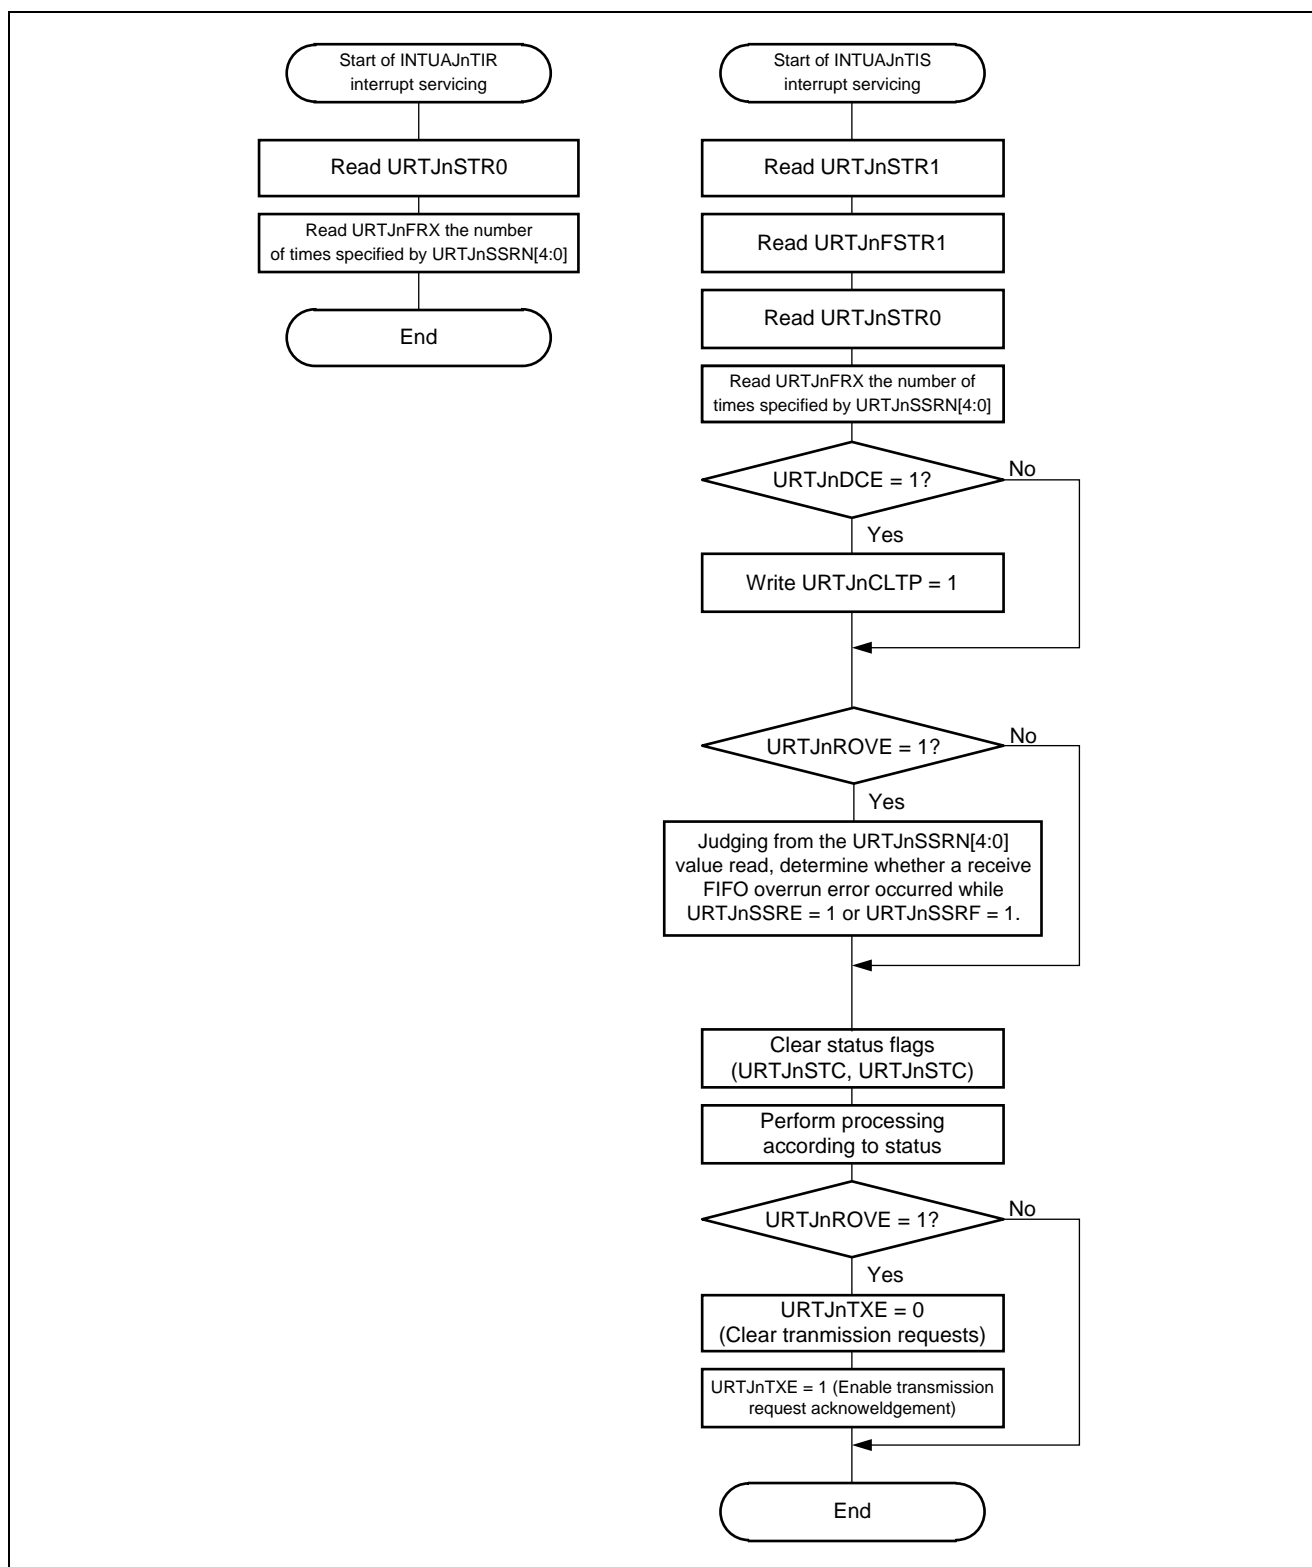 Start of INTUAJnTIR
interrupt servicing
Read URTJnSTR0
Read URTJnFRX the number
of times specified by URTJnSSRN[4:0]
End
Start of INTUAJnTIS
interrupt servicing
Read URTJnSTR1
Read URTJnFSTR1
Read URTJnSTR0
Read URTJnFRX the number of
times specified by URTJnSSRN[4:0]
URTJnDCE = 1?
No
Yes
Write URTJnCLTP = 1
URTJnROVE = 1?
No
Yes
Judging from the URTJnSSRN[4:0]
value read, determine whether a receive
FIFO overrun error occurred while
URTJnSSRE = 1 or URTJnSSRF = 1.
Clear status flags
(URTJnSTC, URTJnSTC)
Perform processing
according to status
URTJnROVE = 1?
No
Yes
URTJnTXE = 0
(Clear tranmission requests)
URTJnTXE = 1 (Enable transmission
request acknoweldgement)
End